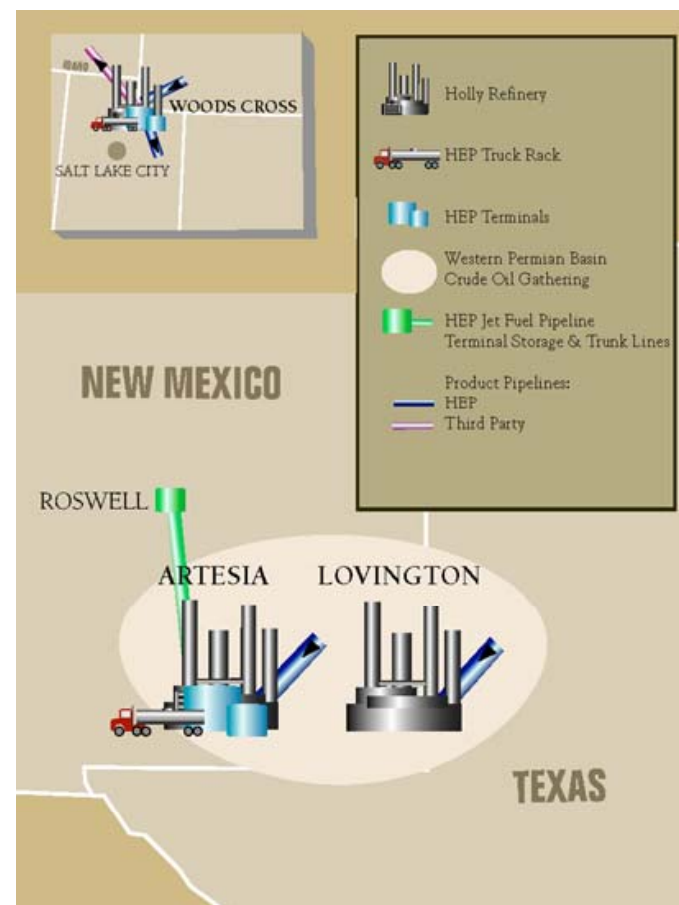 IDAHO
WOODS CROSS
SALT LAKE CITY
Holly Refinery
HEP Truck Rack
HEP Terminals
Western Permian Basin
Crude Oil Gathering
HEP Jet Fuel Pipeline
Terminal Storage & Trunk Lines
Product Pipelines:
HEP
Third Party
NEW MEXICO
ROSWELL
ARTESIA
LOVINGTON
TEXAS